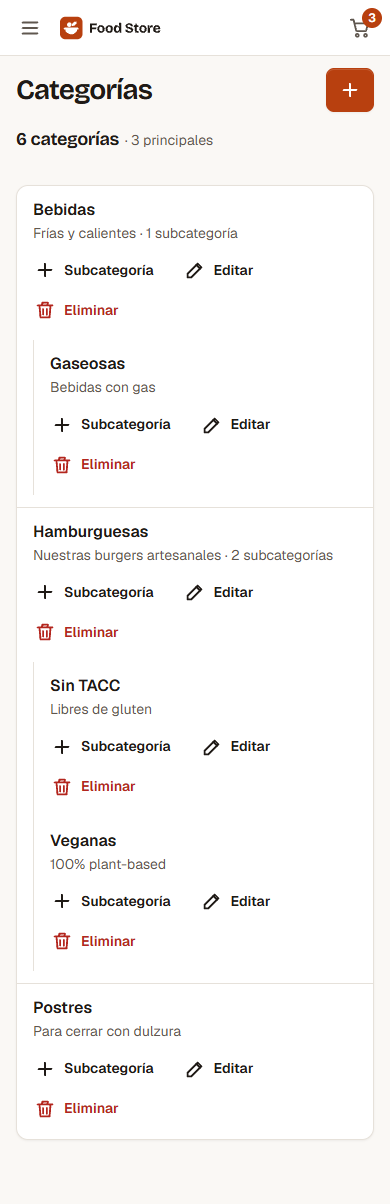 Food Store
3
Categorías
6 categorías · 3 principales
Bebidas
Frías y calientes · 1 subcategoría
Subcategoría Editar
Eliminar
Gaseosas
Bebidas con gas
Subcategoría Editar
Eliminar
Hamburguesas
Nuestras burgers artesanales · 2 subcategorías
Subcategoría Editar
Eliminar
Sin TACC
Libres de gluten
Subcategoría Editar
Eliminar
Veganas
100% plant-based
Subcategoría Editar
Eliminar
Postres
Para cerrar con dulzura
Subcategoría Editar
Eliminar